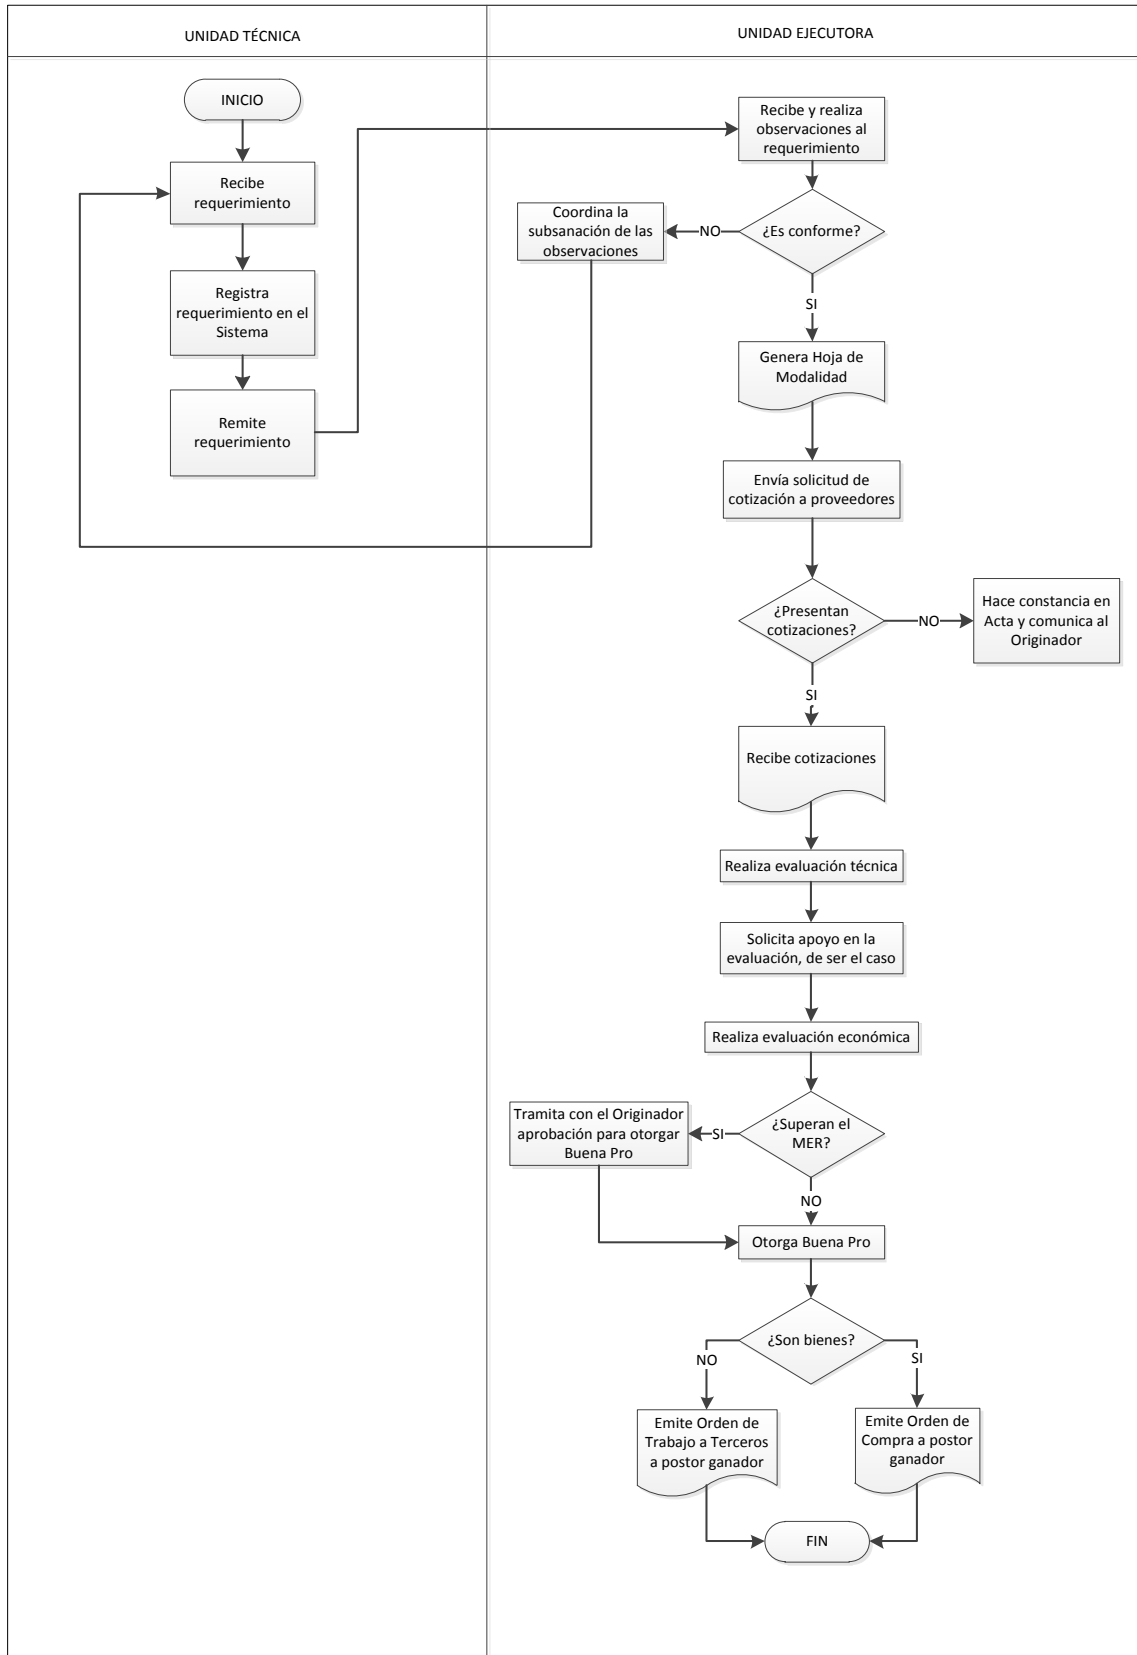 UNIDAD TÉCNICA
UNIDAD EJECUTORA
INICIO
Recibe
requerimiento
Registra
requerimiento en el
Sistema
Remite
requerimiento
Recibe y realiza
observaciones al
requerimiento
¿Es conforme?
NO
Coordina la
subsanación de las
observaciones
SI
Genera Hoja de
Modalidad
Envía solicitud de
cotización a proveedores
¿Presentan
cotizaciones?
NO
Hace constancia en
Acta y comunica al
Originador
SI
Recibe cotizaciones
Realiza evaluación técnica
Solicita apoyo en la
evaluación, de ser el caso
Realiza evaluación económica
¿Superan el
MER?
SI
Tramita con el Originador
aprobación para otorgar
Buena Pro
NO
Otorga Buena Pro
¿Son bienes?
NO
SI
Emite Orden de
Trabajo a Terceros
a postor ganador
Emite Orden de
Compra a postor
ganador
FIN